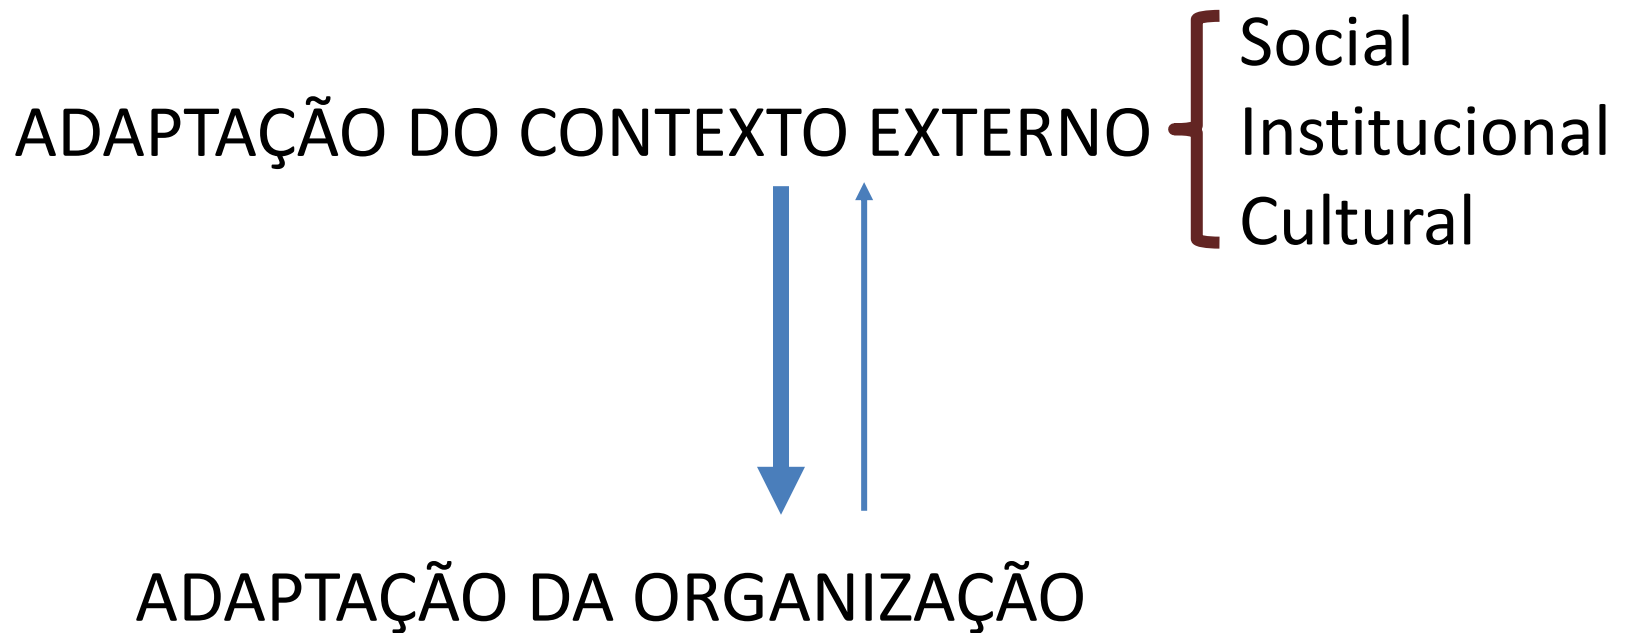 Social
ADAPTAÇÃO DO CONTEXTO EXTERNO
Institucional
Cultural
ADAPTAÇÃO DA ORGANIZAÇÃO